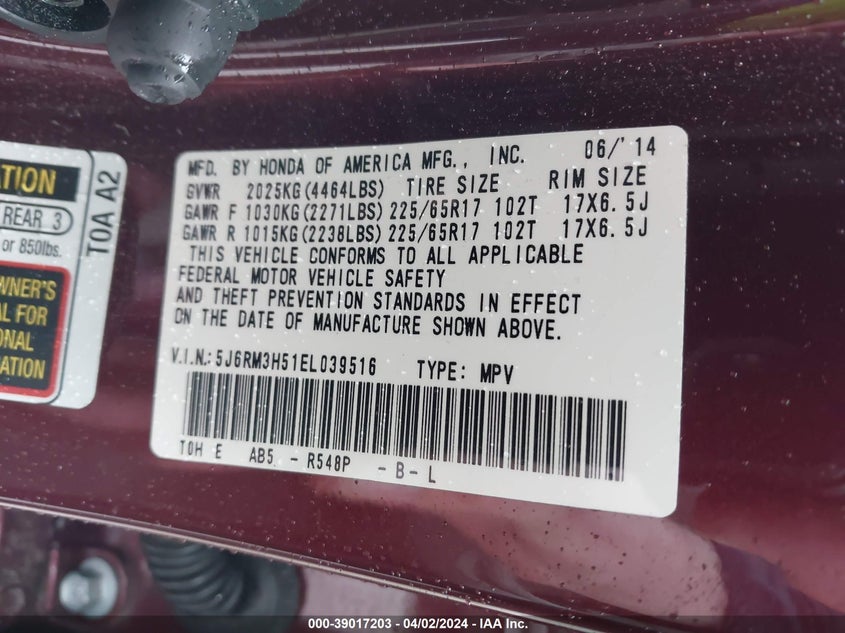 ATION
REAR 3
or 850lbs.
WNER'S
AL FOR
ONAL
ATION
TOA A2
MFD. BY HONDA OF AMERICA MFG., INC. 06/'14
GVWR 2025KG(4464LBS) TIRE SIZE RIM SIZE
GAWR F 1030KG(2271LBS) 225/65R17 102T 17X6.5J
GAWR R 1015KG(2238LBS) 225/65R17 102T 17X6.5J
THIS VEHICLE CONFORMS TO ALL APPLICABLE
FEDERAL MOTOR VEHICLE SAFETY
AND THEFT PREVENTION STANDARDS IN EFFECT
ON THE DATE OF MANUFACTURE SHOWN ABOVE.
V.I.N.: 5J6RM3H51EL039516 TYPE: MPV
TOH E AB5 - R548P - B - L
000-39017203 - 04/02/2024 - IAA Inc.